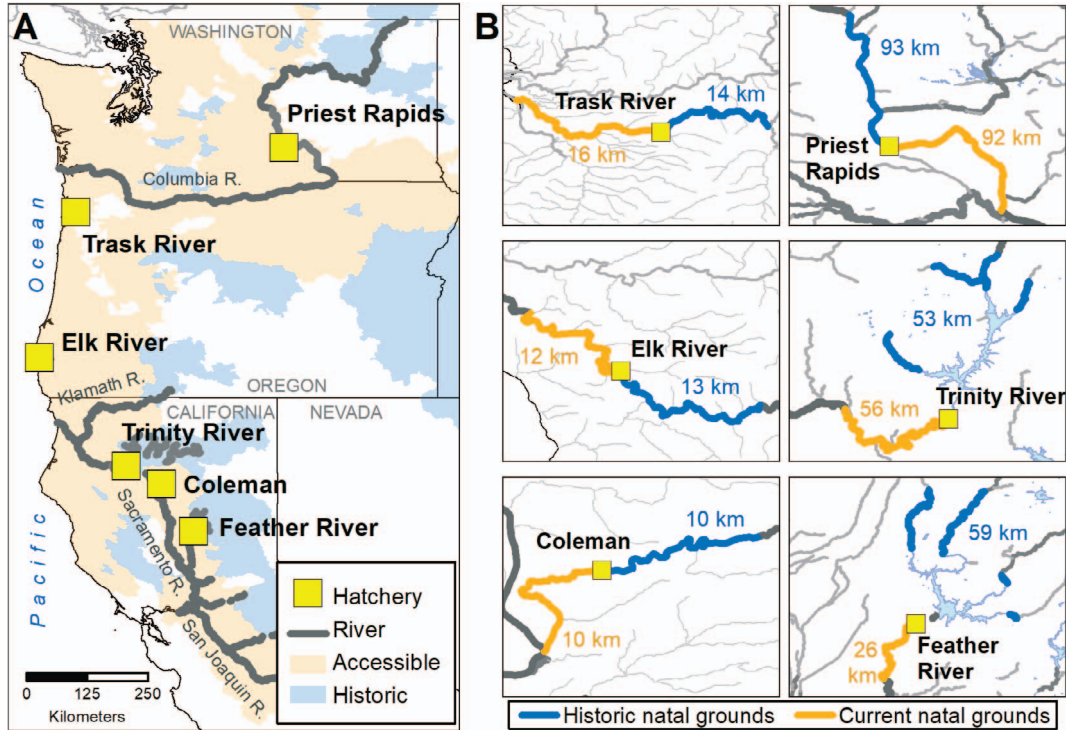 A
WASHINGTON
Priest Rapids
Columbia R.
Trask River
Ocean
Elk River
Klamath R.
OREGON
CALIFORNIA
NEVADA
Trinity River
Coleman
Sacramento R.
Feather River
Pacific
San Joaquin R.
Hatchery
River
Accessible
Historic
0 125 250
Kilometers
B
Trask River
14 km
16 km
93 km
Priest
Rapids
92 km
12 km
Elk River
13 km
53 km
Trinity River
56 km
Coleman
10 km
10 km
59 km
26
km
Feather
River
Historic natal grounds
Current natal grounds